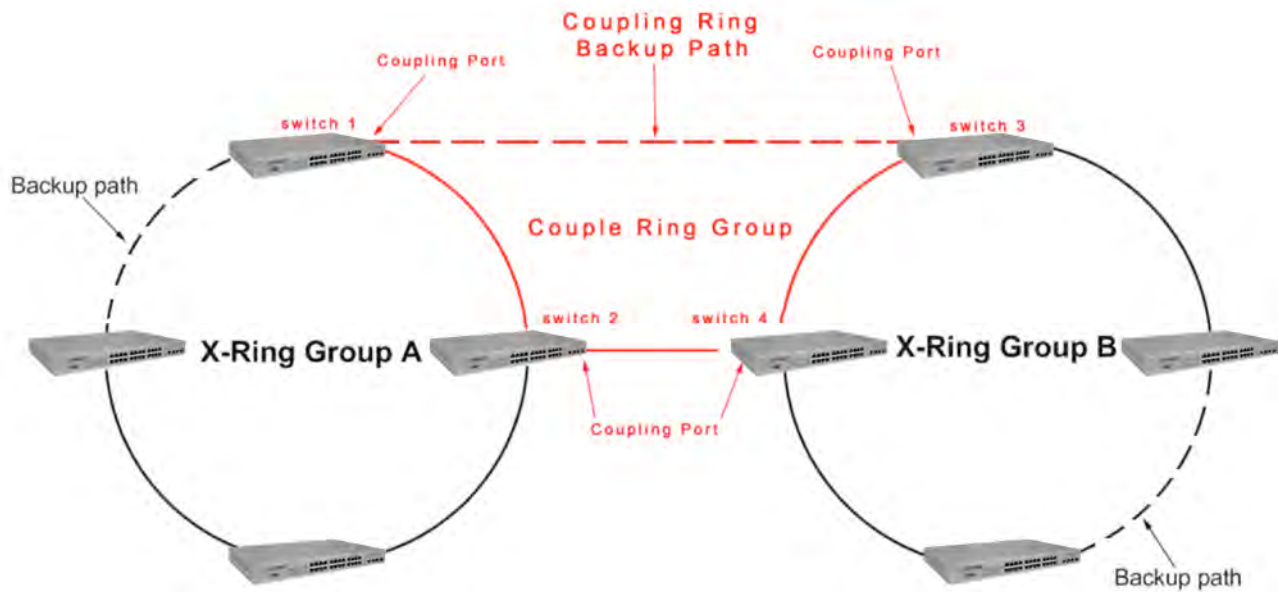 Coupling Ring
Backup Path
Coupling Port
Coupling Port
switch 1
switch 3
Backup path
Couple Ring Group
switch 2
switch 4
X-Ring Group A
X-Ring Group B
Coupling Port
Backup path